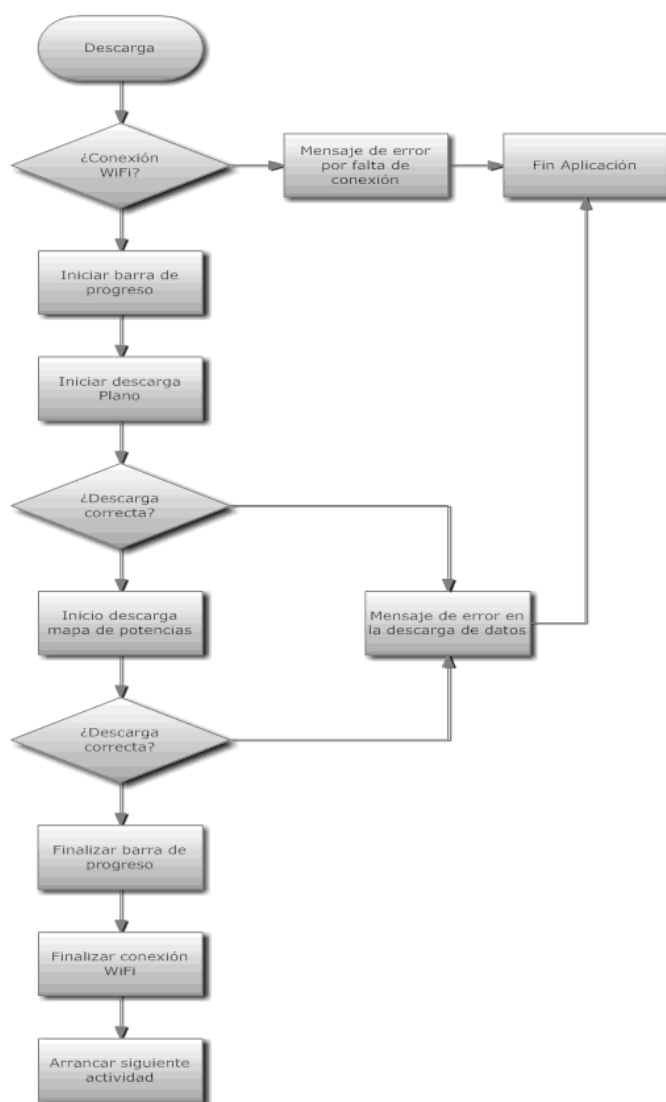 Descarga
¿Conexión
WiFi?
Mensaje de error
por falta de
conexión
Fin Aplicación
Iniciar barra de
progreso
Iniciar descarga
Plano
¿Descarga
correcta?
Inicio descarga
mapa de potencias
Mensaje de error en
la descarga de datos
¿Descarga
correcta?
Finalizar barra de
progreso
Finalizar conexión
WiFi
Arrancar siguiente
actividad